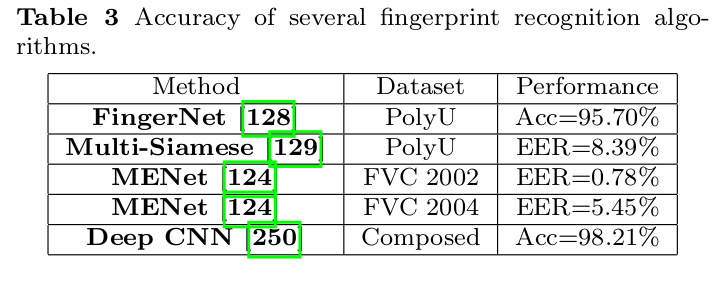 Table 3 Accuracy of several fingerprint recognition algo-
rithms.
Method Dataset Performance
FingerNet [128] PolyU Acc=95.70%
Multi-Siamese [129] PolyU EER=8.39%
MENet [124] FVC 2002 EER=0.78%
MENet [124] FVC 2004 EER=5.45%
Deep CNN [250] Composed Acc=98.21%